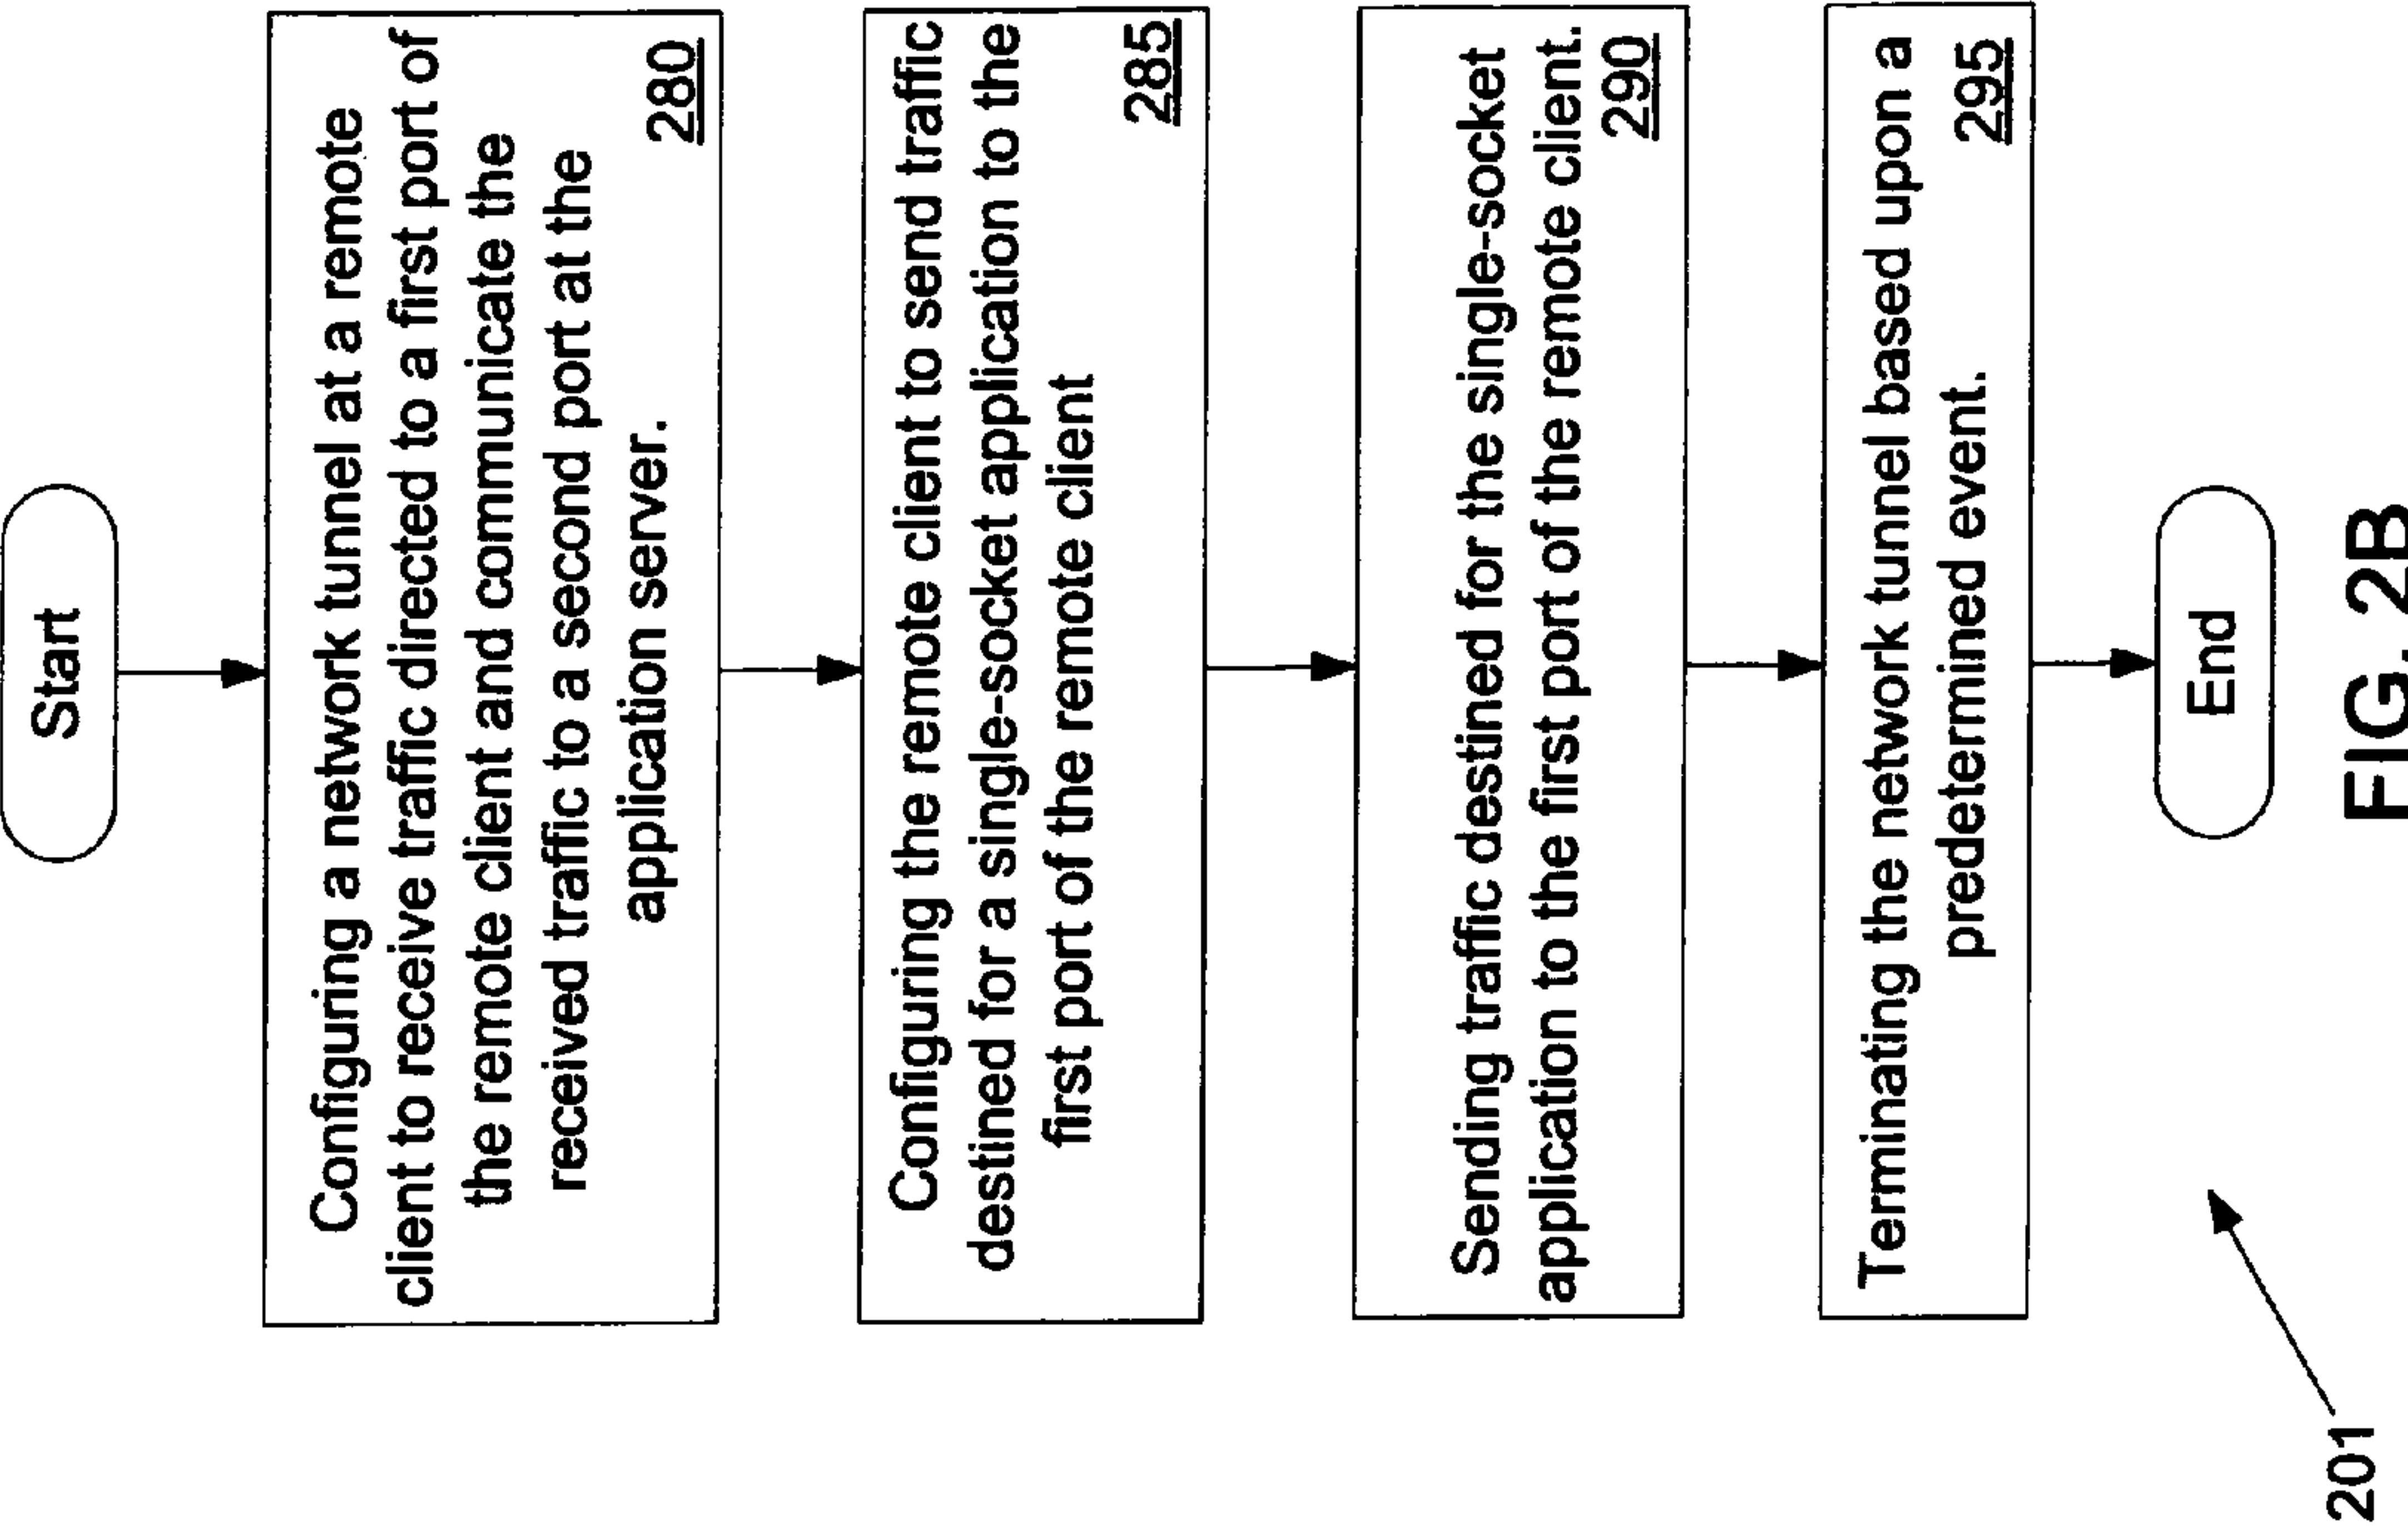 Start
Configuring a network tunnel at a remote
client to receive traffic directed to a first port of
the remote client and communicate the
received traffic to a second port at the
application server.
280
Configuring the remote client to send traffic
destined for a single-socket application to the
first port of the remote client
285
Sending traffic destined for the single-socket
application to the first port of the remote client.
290
Terminating the network tunnel based upon a
predetermined event.
295
End
201
FIG. 2B